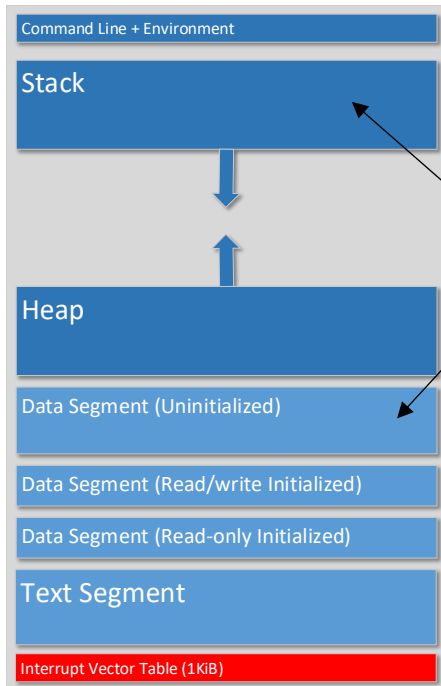 Command Line + Environment
Stack
Heap
Data Segment (Uninitialized)
Data Segment (Read/write Initialized)
Data Segment (Read-only Initialized)
Text Segment
Interrupt Vector Table (1KiB)